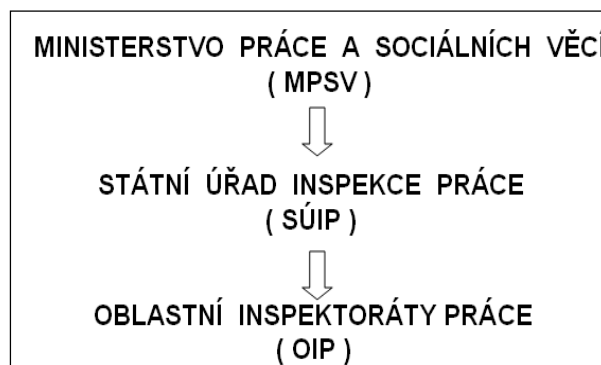 MINISTERSTVO PRÁCE A SOCIÁLNÍCH VĚCÍ
( MPSV )
STÁTNÍ ÚŘAD INSPEKCE PRÁCE
( SÚIP )
OBLASTNÍ INSPEKTORÁTY PRÁCE
( OIP )